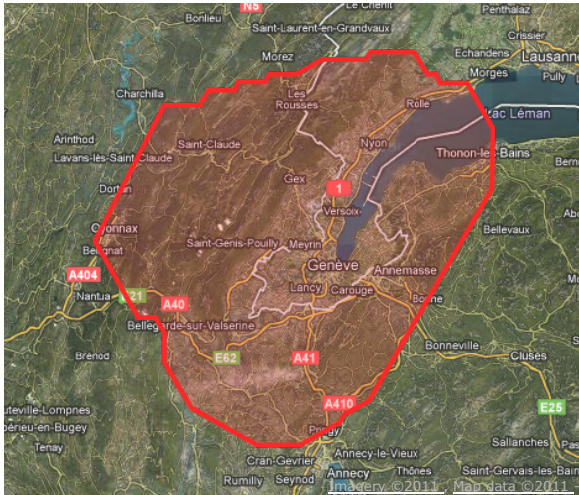 N5
Le Chenit
Penthalaz
Bonlieu
Saint-Laurent-en-Grandvaux
Crissier
Morez
Echandens
Lausanne
Morges
Pully
Charchilla
Les
Rousses
Rolle
Léman
Arinthod
Saint-Claude
Nyon
Lavans-lès-Saint-Claude
Thonon-les-Bains
Gex
Dortan
1
Versoix
Oyonnax
Bellevaux
Saint-Genis-Pouilly
Meyrin
Bellignat
Genève
Annemasse
A404
Nantua
E21
A40
Lancy
Carouge
Bonne
Bellegarde-sur-Valserine
Bonneville
Brénod
E62
A41
Cluses
A410
E25
Hauteville-Lompnes
Tenay
Pringy
Sallanches
Cran-Gevrier
Annecy-le-Vieux
Rumilly
Seynod
Annecy
Thônes
Saint-Gervais-les-Bains
Imagery ©2011 , Map data ©2011